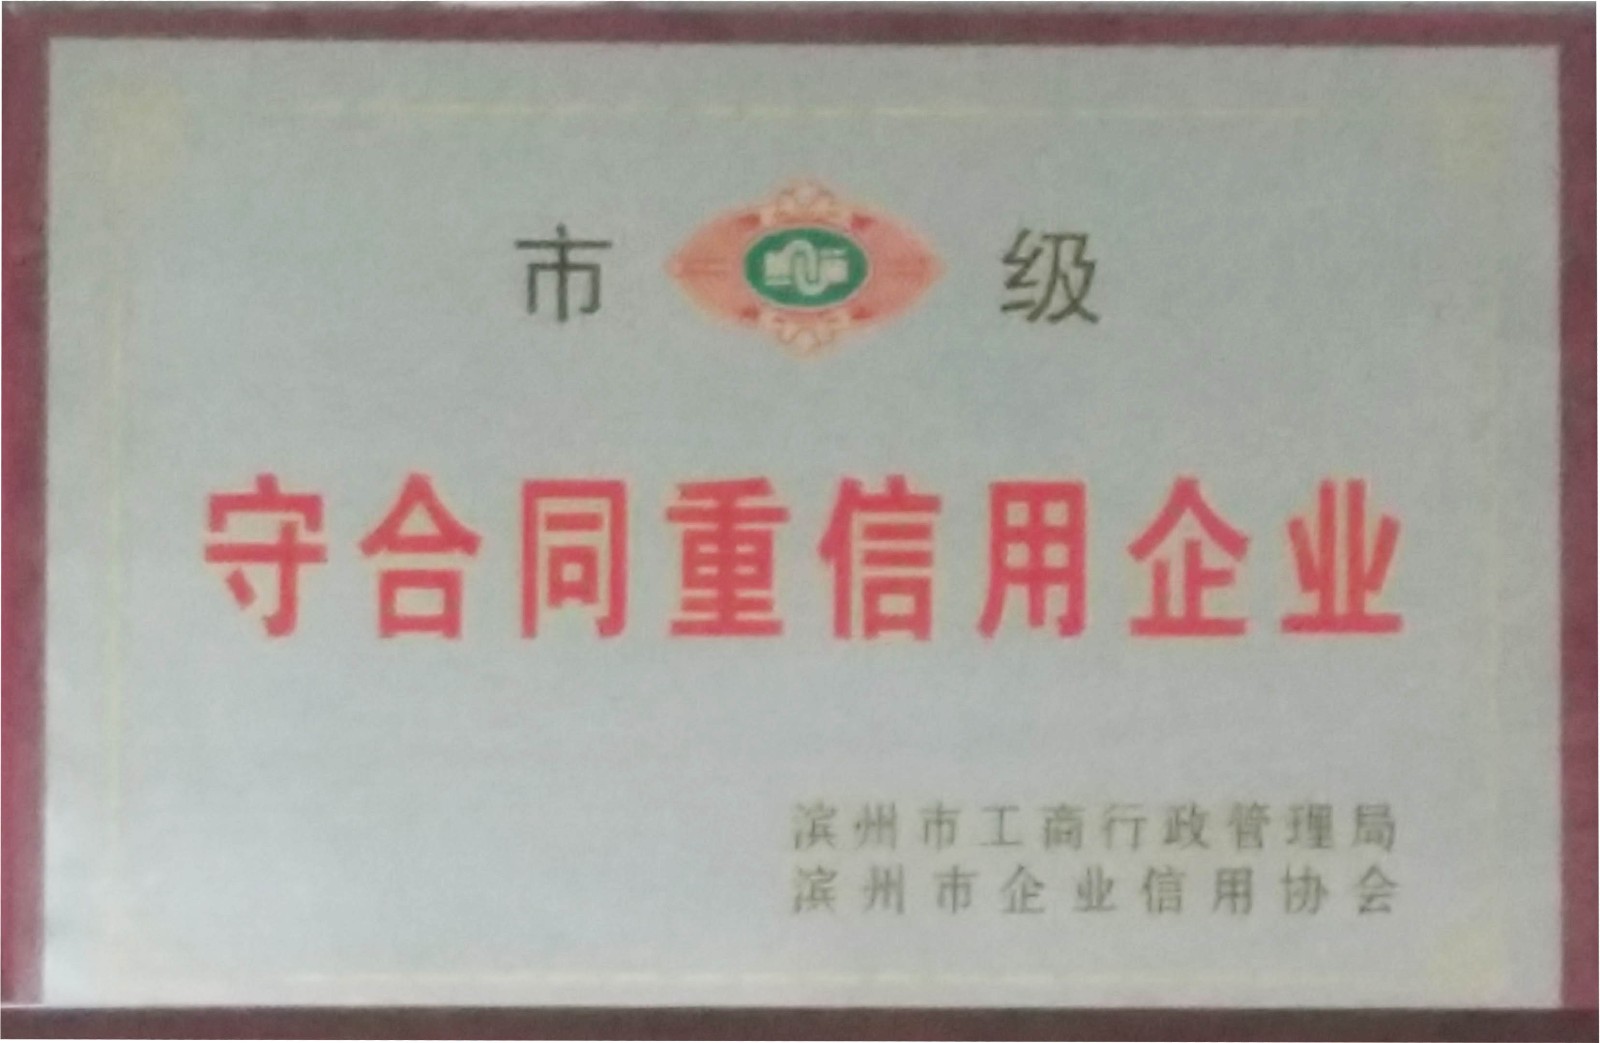 市级
守合同重信用企业
滨州市工商行政管理局
滨州市企业信用协会